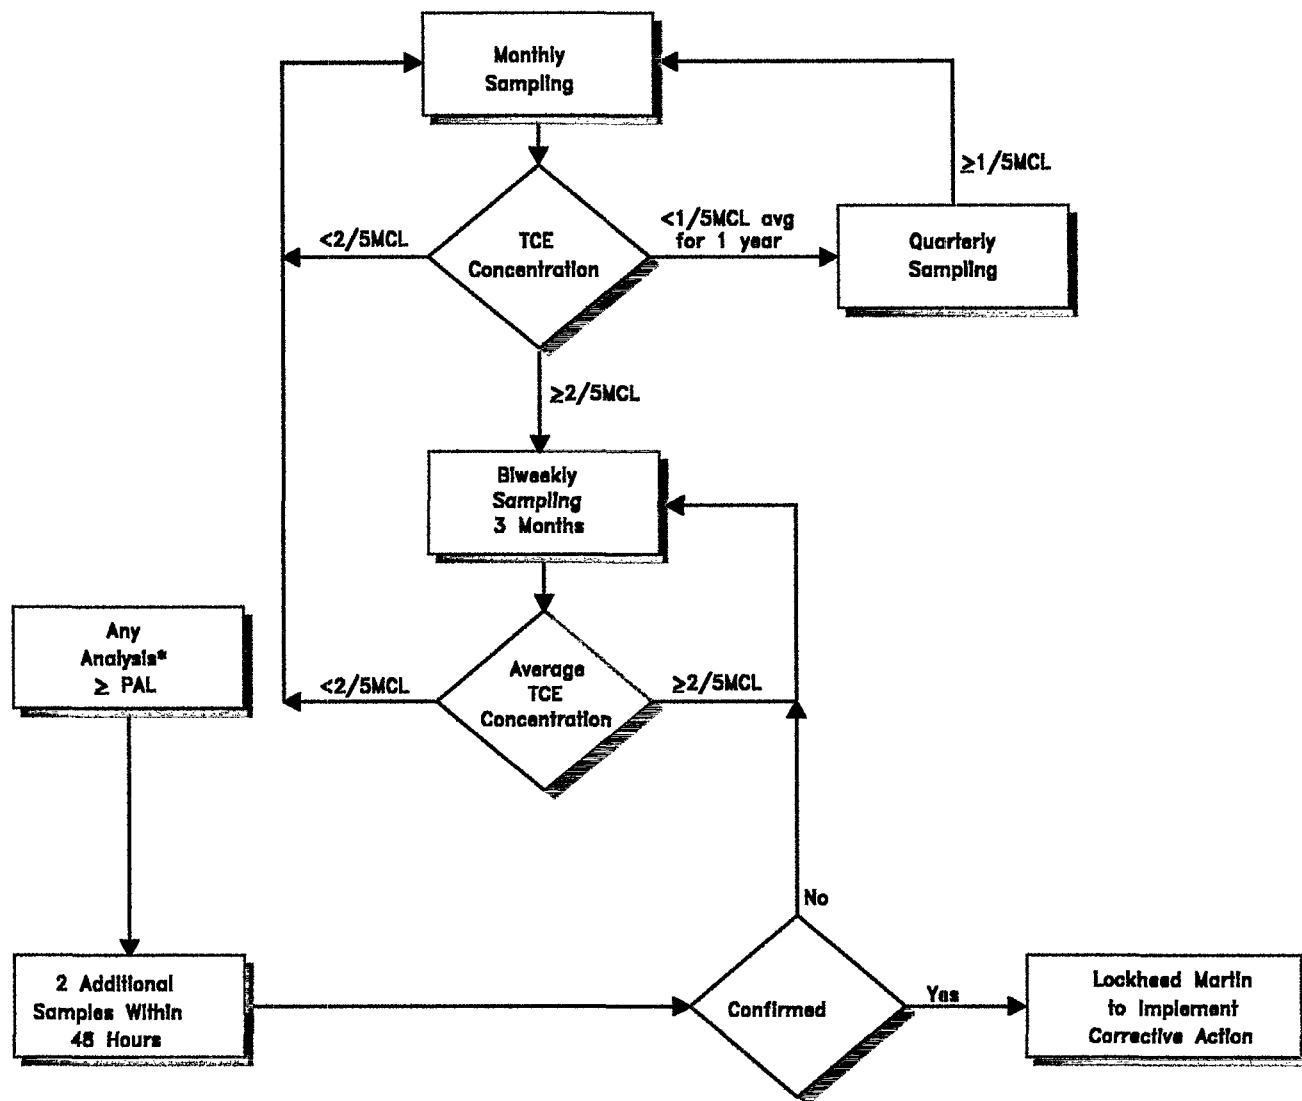 Monthly
Sampling
≥1/5MCL
<1/5MCL avg
for 1 year
<2/5MCL
TCE
Concentration
Quarterly
Sampling
≥2/5MCL
Biweekly
Sampling
3 Months
Any
Analysis*
≥ PAL
<2/5MCL
Average
TCE
Concentration
≥2/5MCL
No
2 Additional
Samples Within
48 Hours
Confirmed
Yes
Lockheed Martin
to Implement
Corrective Action